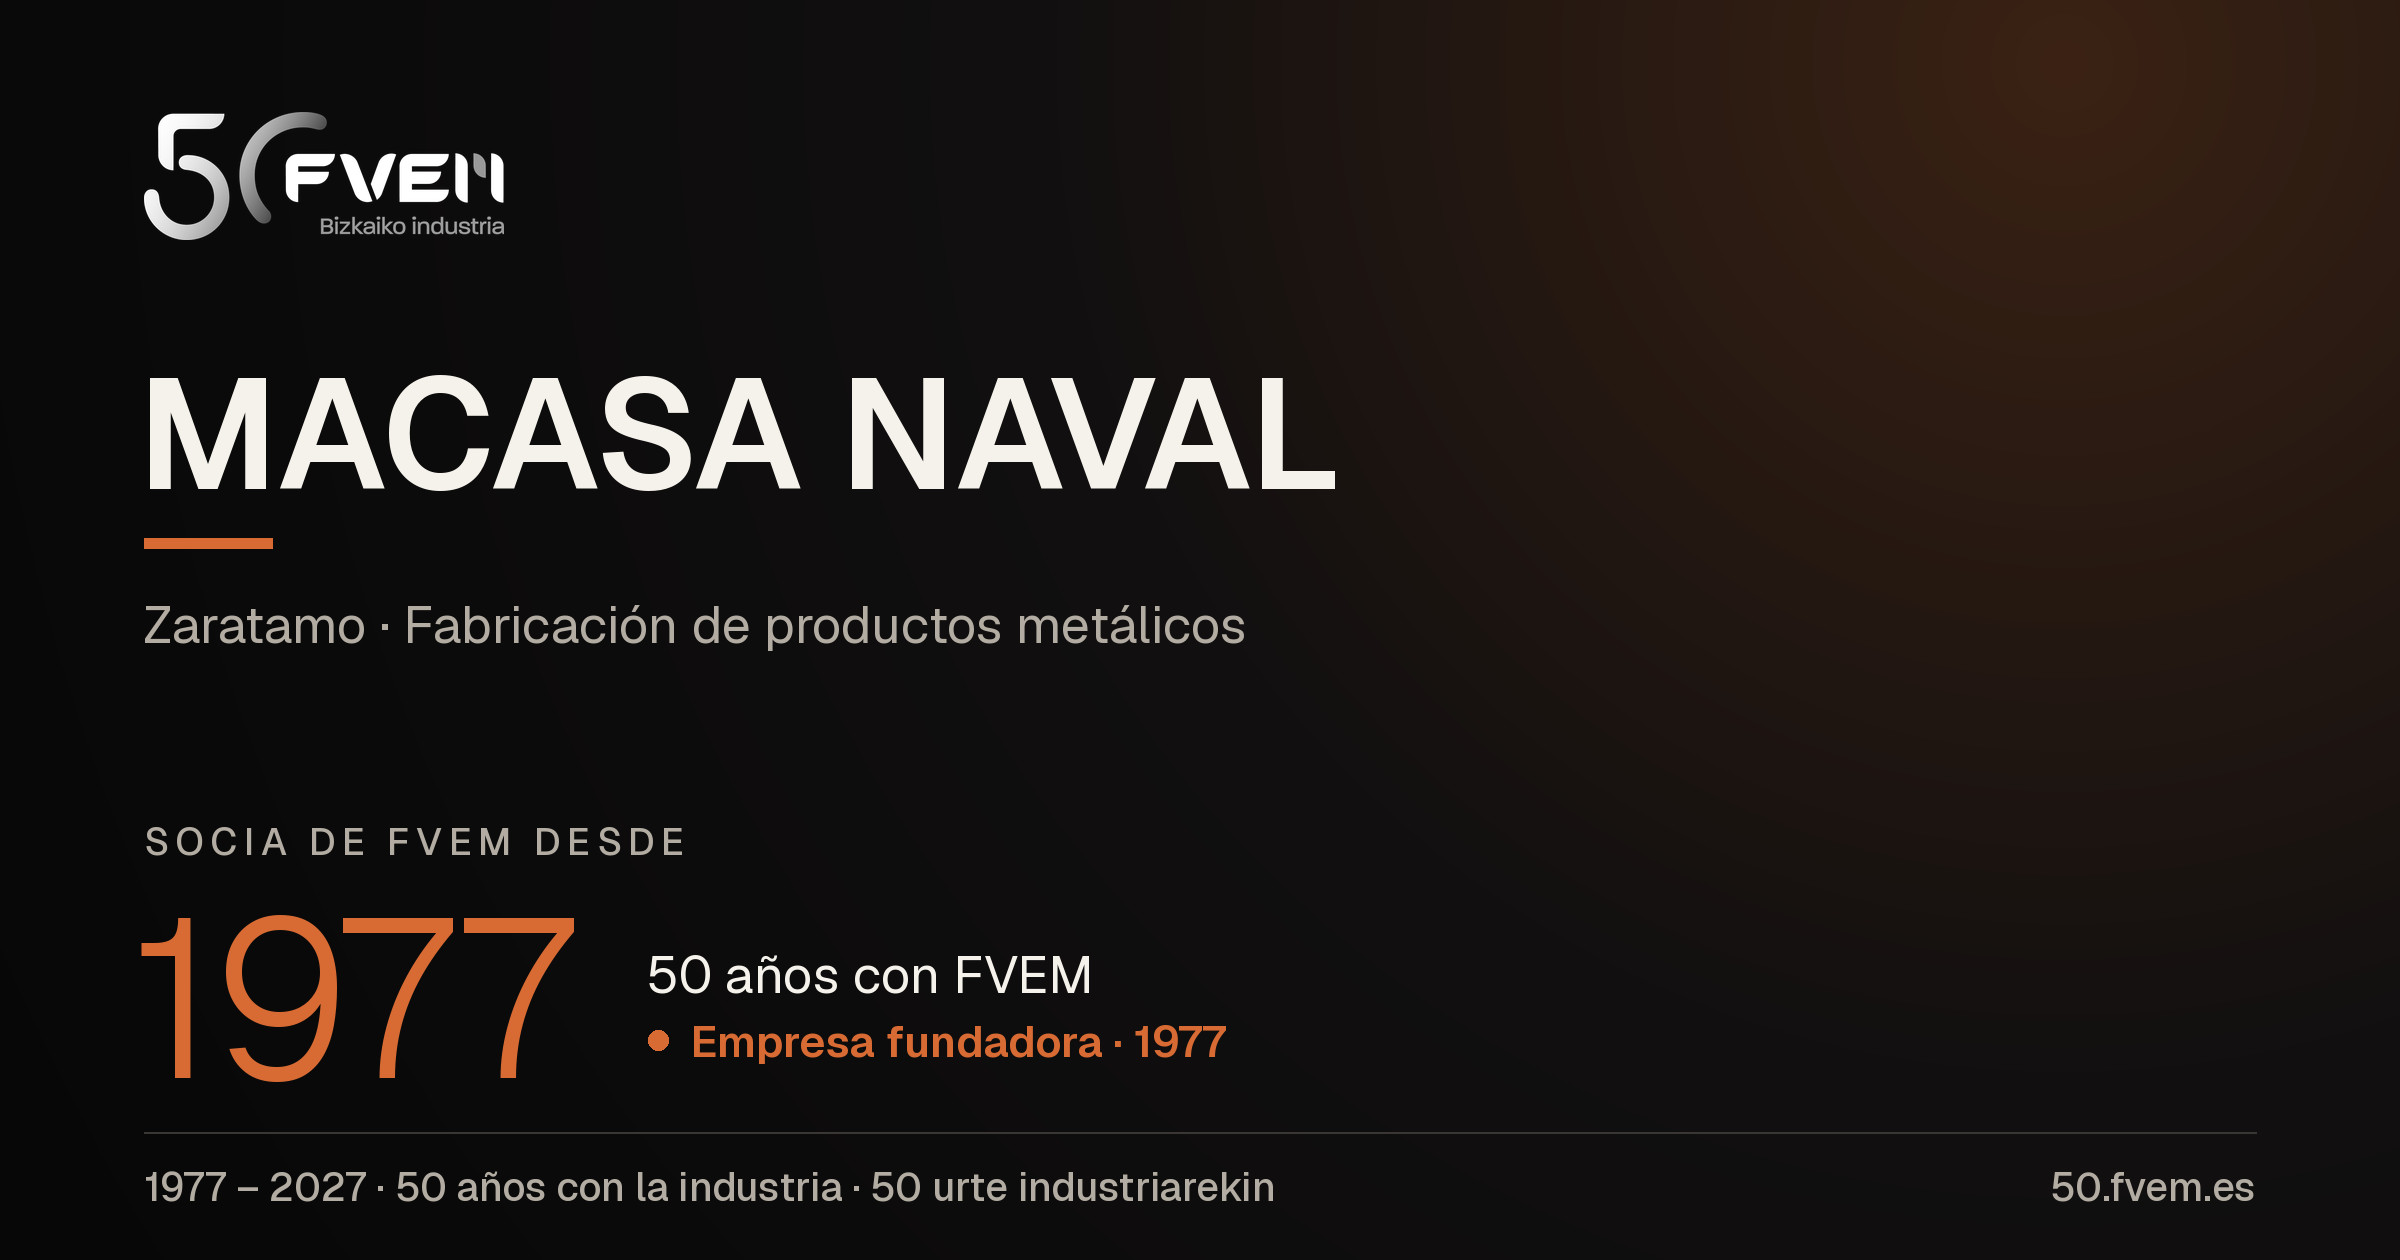 50 FVEM
Bizkaiko industria
MACASA NAVAL
Zaratamo · Fabricación de productos metálicos
SOCIA DE FVEM DESDE
1977
50 años con FVEM
Empresa fundadora · 1977
1977 – 2027 · 50 años con la industria · 50 urte industriarekin
50.fvem.es